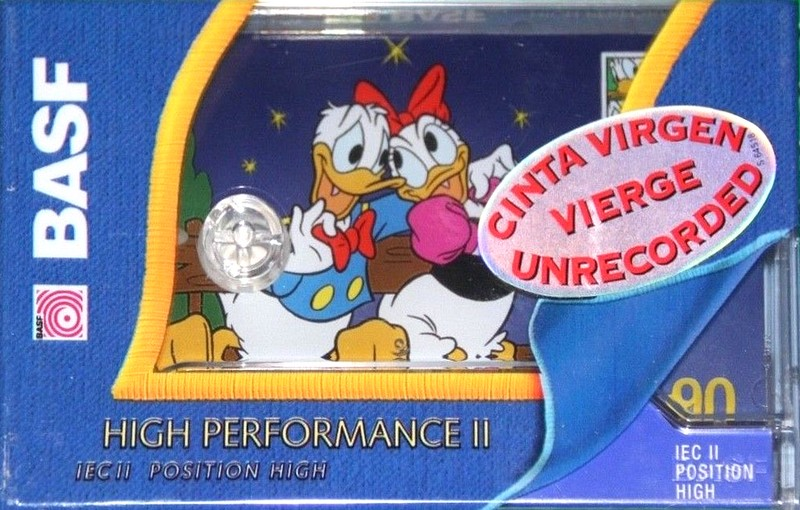 BASF
BASF
CINTA VIRGEN
VIERGE
UNRECORDED
90
HIGH PERFORMANCE II
IEC II POSITION HIGH
IEC II
POSITION
HIGH